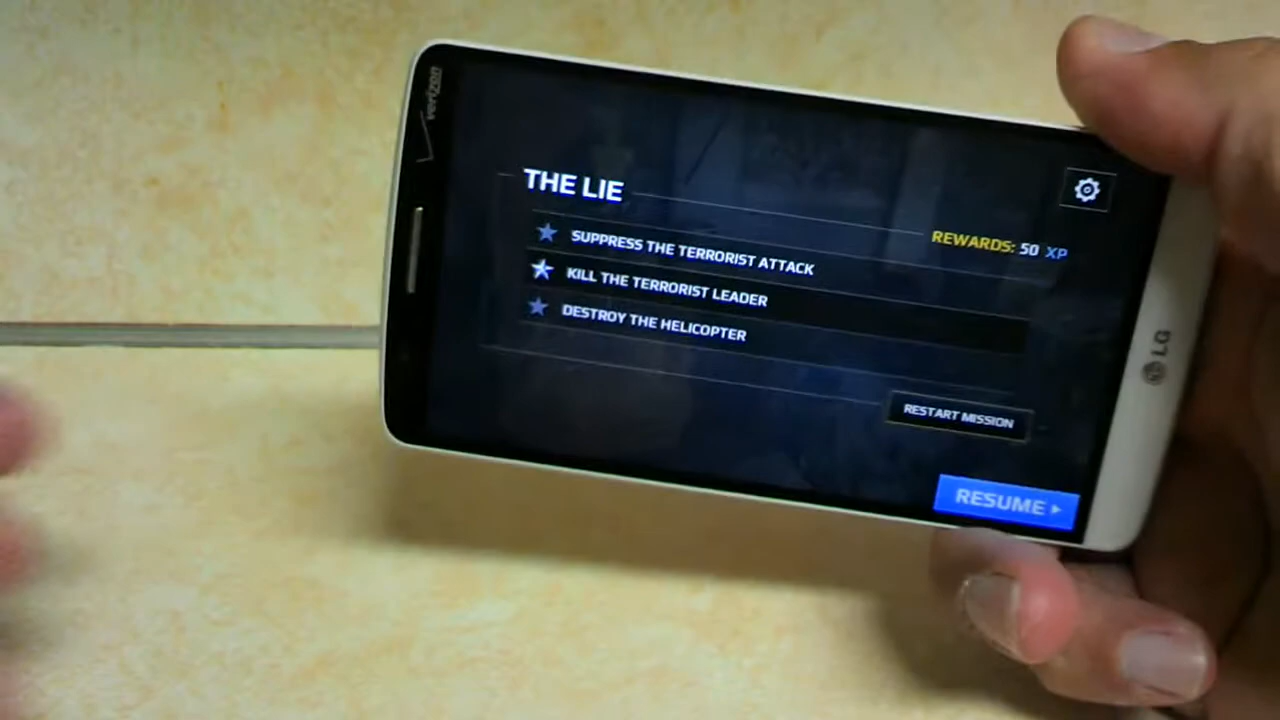 verizon
THE LIE
REWARDS: 50 XP
SUPPRESS THE TERRORIST ATTACK
KILL THE TERRORIST LEADER
DESTROY THE HELICOPTER
RESTART MISSION
RESUME
LG